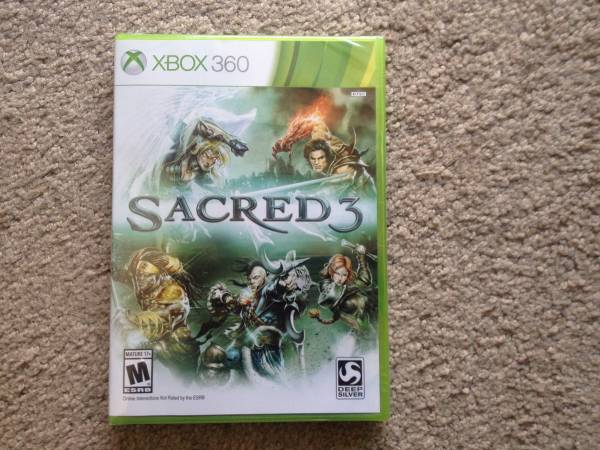 XBOX 360
SACRED 3
MATURE 17+
M
ESRB
Online Interactions Not Rated by the ESRB
DEEP
SILVER